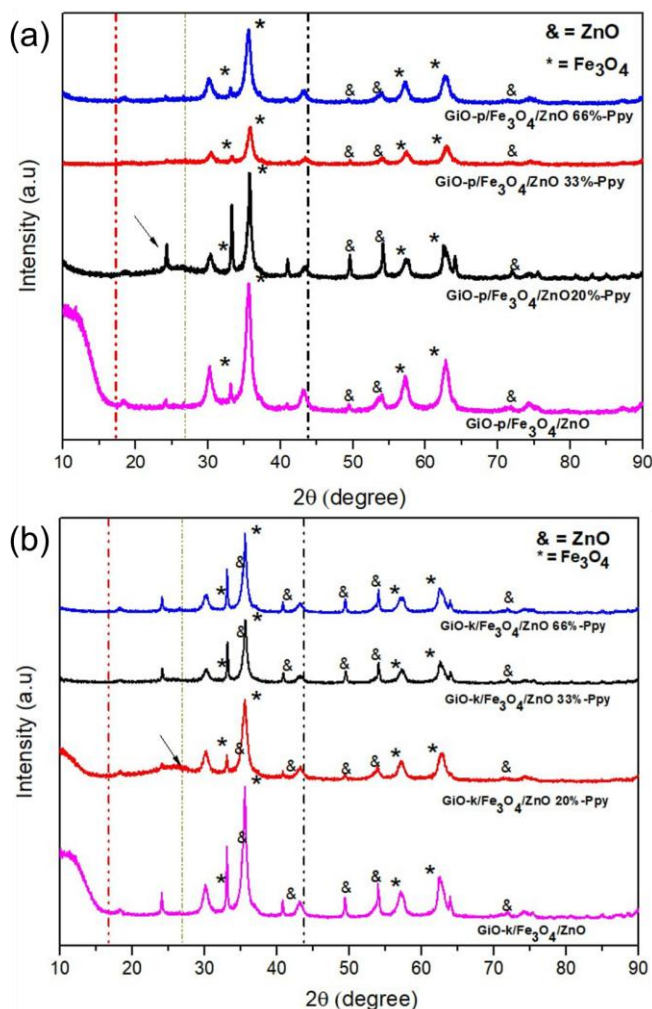 (a)
& = ZnO
* = Fe3O4
* * & & * * &
GiO-p/Fe3O4/ZnO 66%-Ppy
* * & & * * &
GiO-p/Fe3O4/ZnO 33%-Ppy
* * & & * * &
GiO-p/Fe3O4/ZnO20%-Ppy
* * & & * * &
GiO-p/Fe3O4/ZnO
Intensity (a.u)
10 20 30 40 50 60 70 80 90
2θ (degree)
(b)
& = ZnO
* = Fe3O4
* & * & & & * * &
GiO-k/Fe3O4/ZnO 66%-Ppy
* * & & & * * &
GiO-k/Fe3O4/ZnO 33%-Ppy
* & * & & & * * &
GiO-k/Fe3O4/ZnO 20%-Ppy
* & * & & & * * &
GiO-k/Fe3O4/ZnO
Intensity (a.u)
10 20 30 40 50 60 70 80 90
2θ (degree)